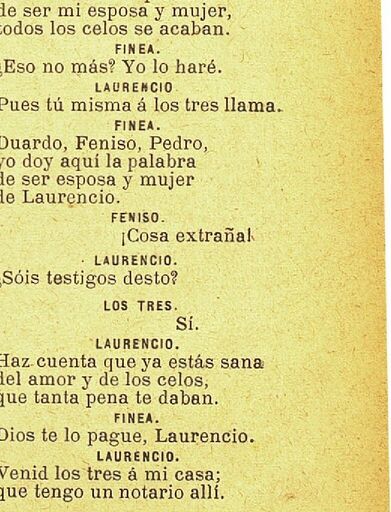 de ser mi esposa y mujer,
todos los celos se acaban.
FINEA.
¿Eso no más? Yo lo haré.
LAURENCIO
Pues tú misma á los tres llama.
FINEA.
Duardo, Feniso, Pedro,
yo doy aquí la palabra
de ser esposa y mujer
de Laurencio.
FENISO.
¡Cosa extraña!
LAURENCIO.
¿Sóis testigos desto?
LOS TRES.
Sí.
LAURENCIO.
Haz cuenta que ya estás sana
del amor y de los celos,
que tanta pena te daban.
FINEA.
Dios te lo pague, Laurencio.
LAURENCIO.
Venid los tres á mi casa;
que tengo un notario allí.